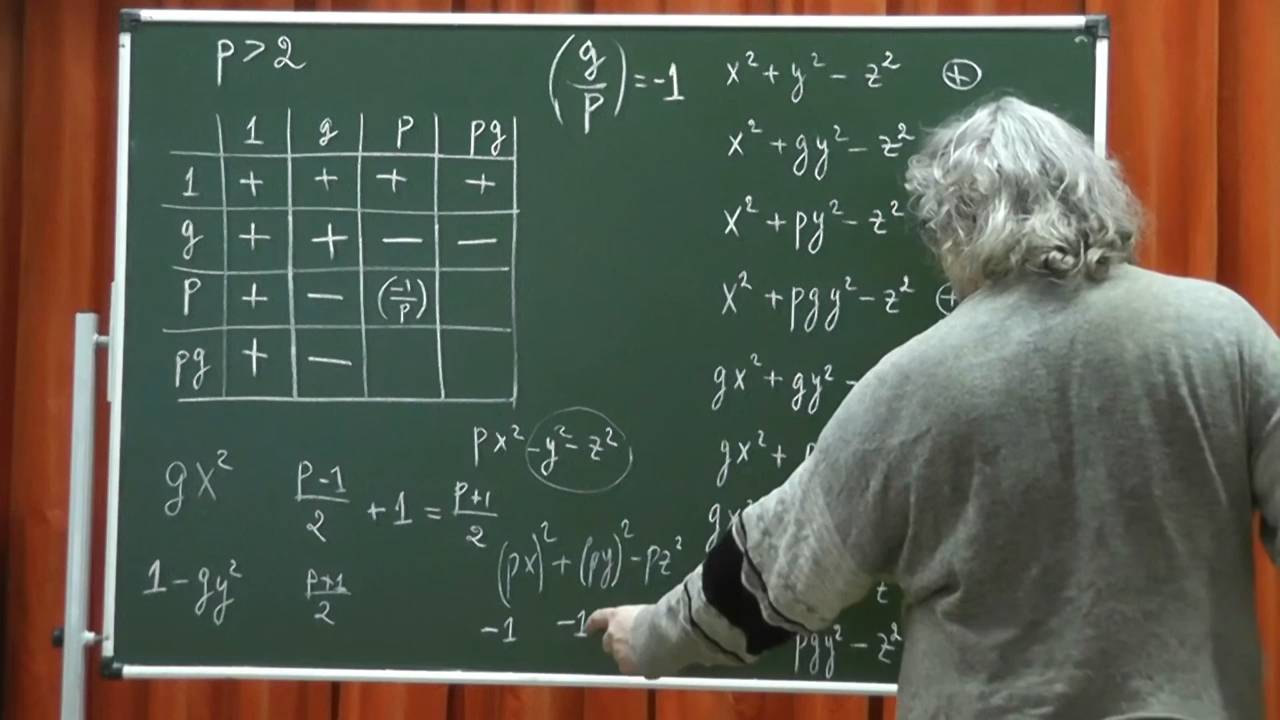 p > 2
(g/p) = -1
1 g p pg
1 + + + +
g + + — —
p + — (-1/p)
pg + —
x² + y² - z² ⊕
x² + gy² - z²
x² + py² - z²
x² + pgy² - z²
gx² + gy² -
gx² +
gx²
pgy² - z²
px² - y² - z²
(px)² + (py)² - pz²
-1 -1
gx² (p-1)/2 + 1 = (p+1)/2
1 - gy² (p+1)/2